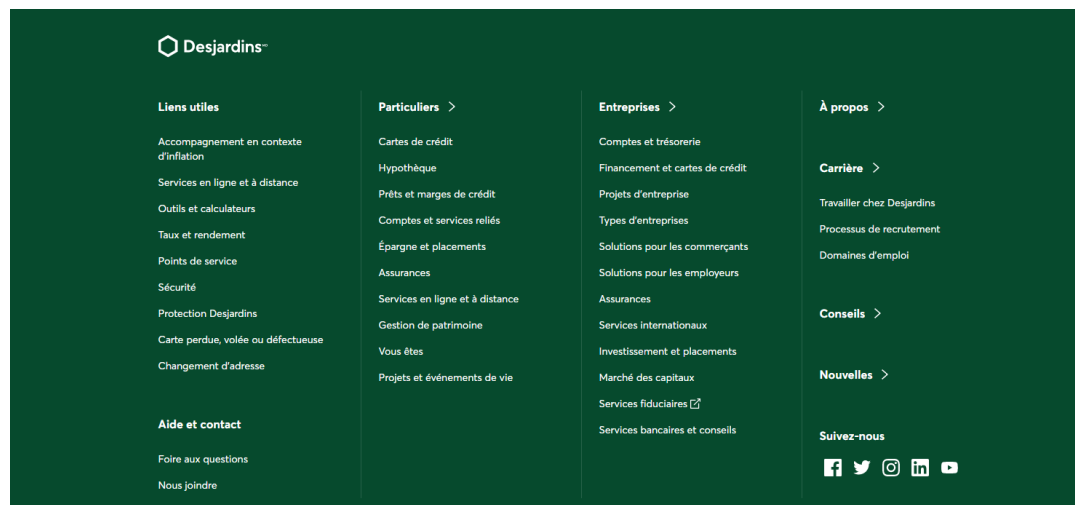 Desjardins
Liens utiles
Accompagnement en contexte
d'inflation
Services en ligne et à distance
Outils et calculateurs
Taux et rendement
Points de service
Sécurité
Protection Desjardins
Carte perdue, volée ou défectueuse
Changement d'adresse
Aide et contact
Foire aux questions
Nous joindre
Particuliers
Cartes de crédit
Hypothèque
Prêts et marges de crédit
Comptes et services reliés
Épargne et placements
Assurances
Services en ligne et à distance
Gestion de patrimoine
Vous êtes
Projets et événements de vie
Entreprises
Comptes et trésorerie
Financement et cartes de crédit
Projets d'entreprise
Types d'entreprises
Solutions pour les commerçants
Solutions pour les employeurs
Assurances
Services internationaux
Investissement et placements
Marché des capitaux
Services fiduciaires
Services bancaires et conseils
À propos
Carrière
Travailler chez Desjardins
Processus de recrutement
Domaines d'emploi
Conseils
Nouvelles
Suivez-nous